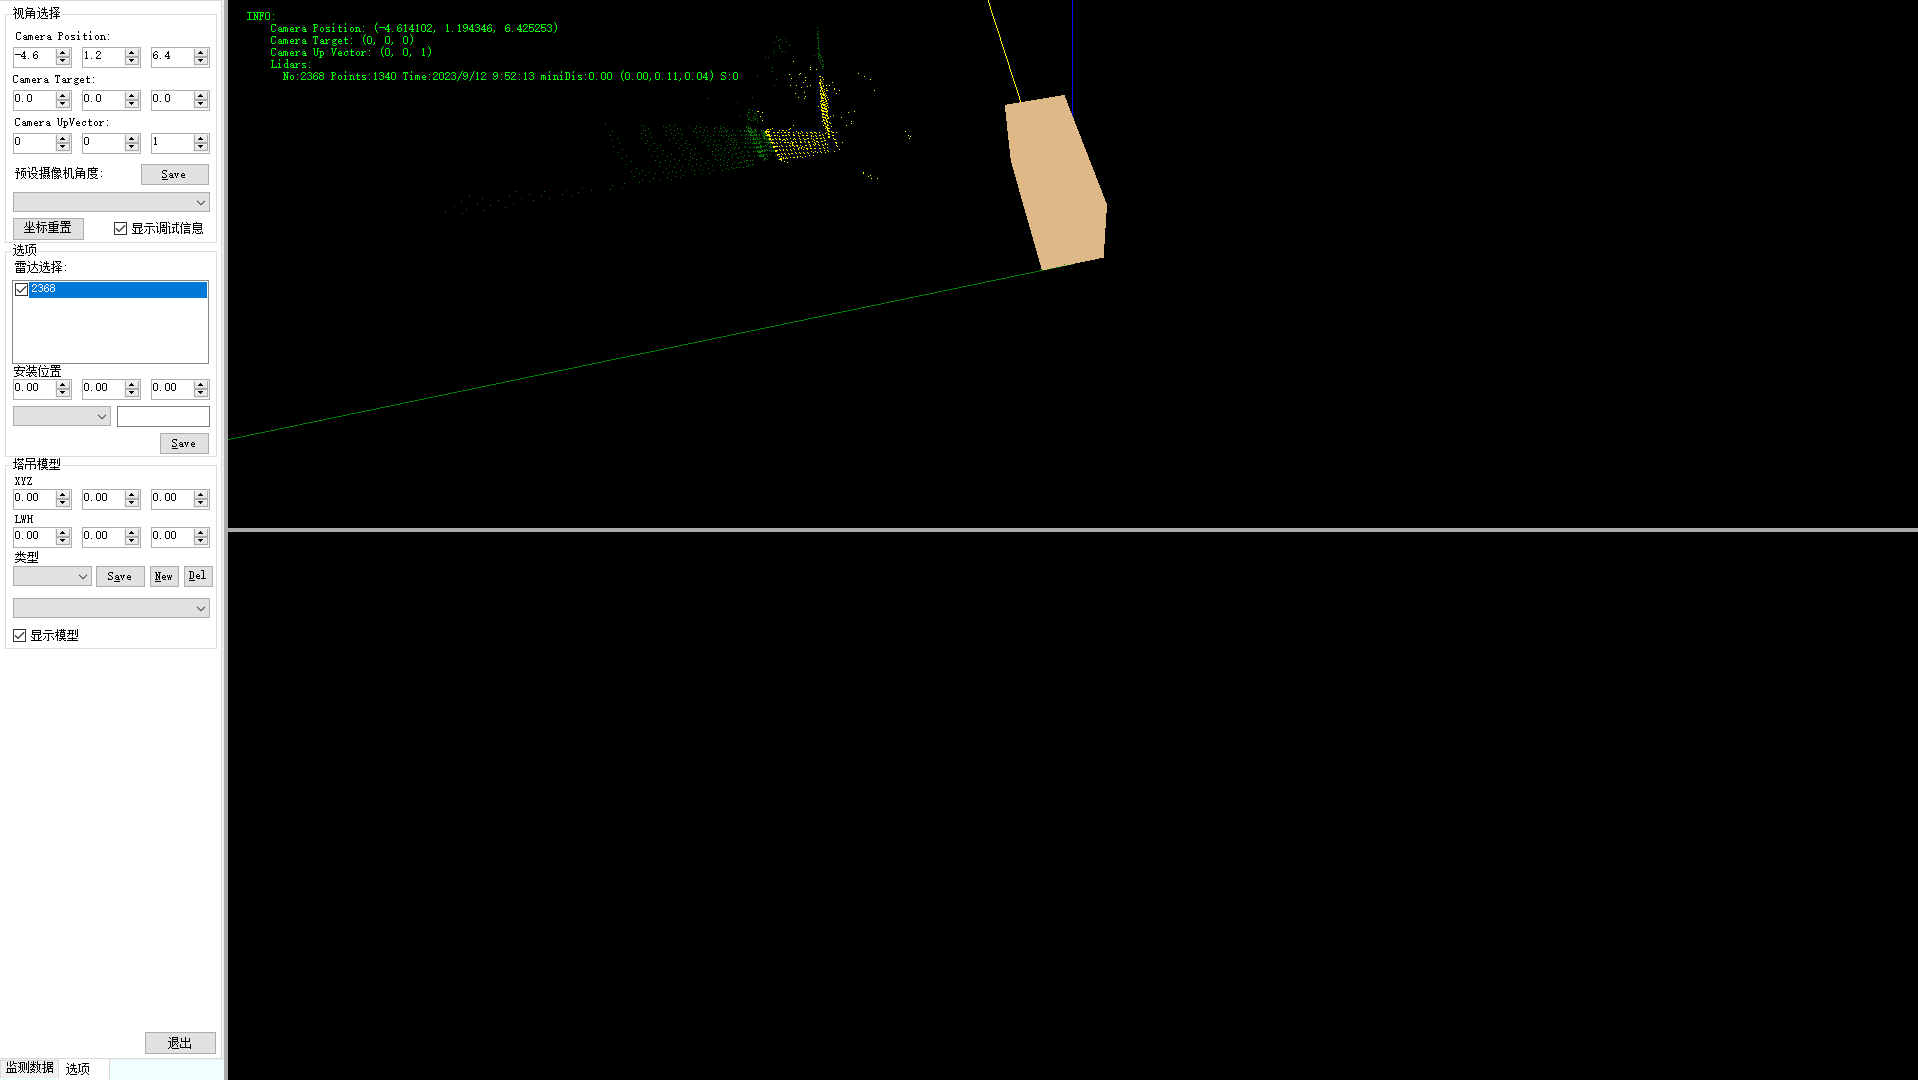 视角选择
Camera Position:
-4.6 1.2 6.4
Camera Target:
0.0 0.0 0.0
Camera UpVector:
0 0 1
预设摄像机角度: Save
坐标重置 显示调试信息
选项
雷达选择:
2368
安装位置
0.00 0.00 0.00
Save
塔吊模型
XYZ
0.00 0.00 0.00
LWH
0.00 0.00 0.00
类型
Save New Del
显示模型
退出
监测数据 选项
INFO:
Camera Position: (-4.614102, 1.194346, 6.425253)
Camera Target: (0, 0, 0)
Camera Up Vector: (0, 0, 1)
Lidars:
No:2368 Points:1340 Time:2023/9/12 9:52:13 miniDis:0.00 (0.00,0.11,0.04) S:0